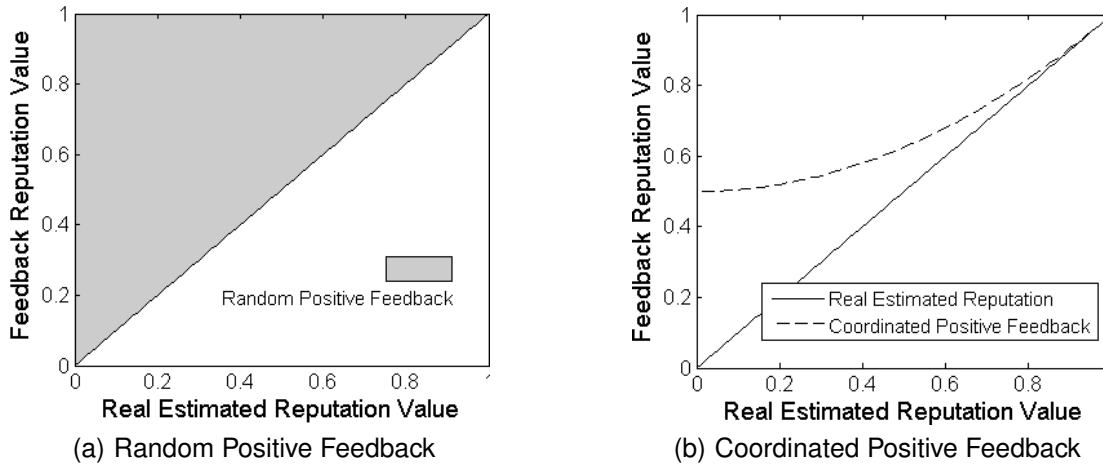 1
0.8
0.6
0.4
0.2
0
0
0.2
0.4
0.6
0.8
Feedback Reputation Value
Random Positive Feedback
Real Estimated Reputation Value
(a) Random Positive Feedback
1
0.8
0.6
0.4
0.2
0
0
0.2
0.4
0.6
0.8
Feedback Reputation Value
Real Estimated Reputation
Coordinated Positive Feedback
Real Estimated Reputation Value
(b) Coordinated Positive Feedback